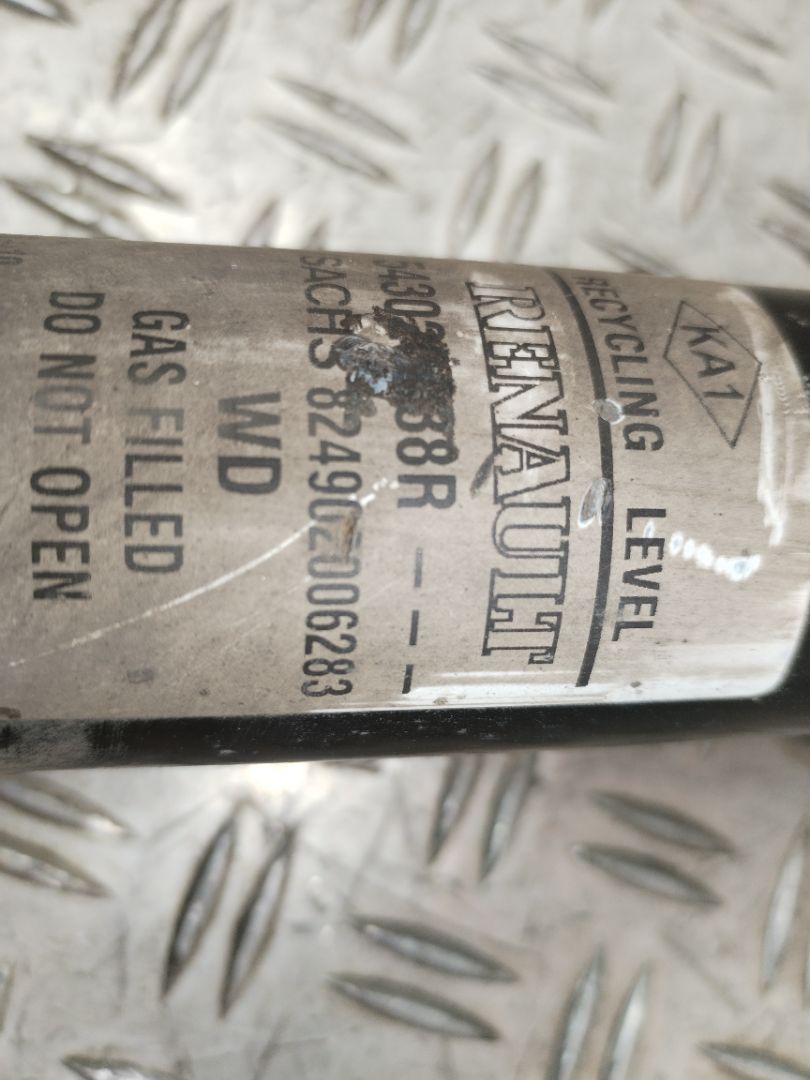 KA1
RECYCLING LEVEL
RENAULT
SACHS 824902006283
WD
GAS FILLED
DO NOT OPEN